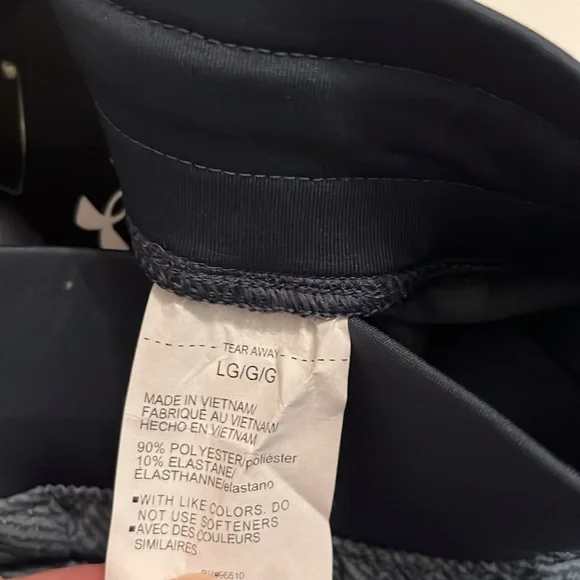 TEAR AWAY
LG/G/G
MADE IN VIETNAM/
FABRIQUÉ AU VIETNAM/
HECHO EN VIETNAM
90% POLYESTER/poliéster
10% ELASTANE/
ÉLASTHANNE/elastano
▪WITH LIKE COLORS. DO
NOT USE SOFTENERS
▪AVEC DES COULEURS
SIMILAIRES